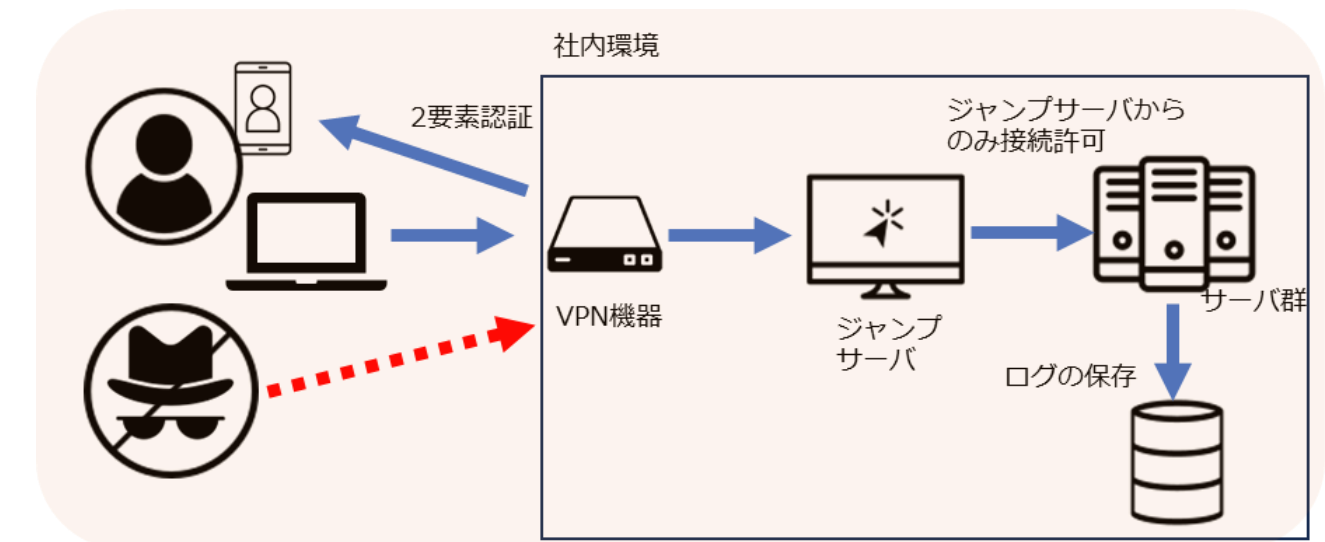 社内環境
2要素認証
ジャンプサーバから
のみ接続許可
VPN機器
ジャンプ
サーバ
サーバ群
ログの保存